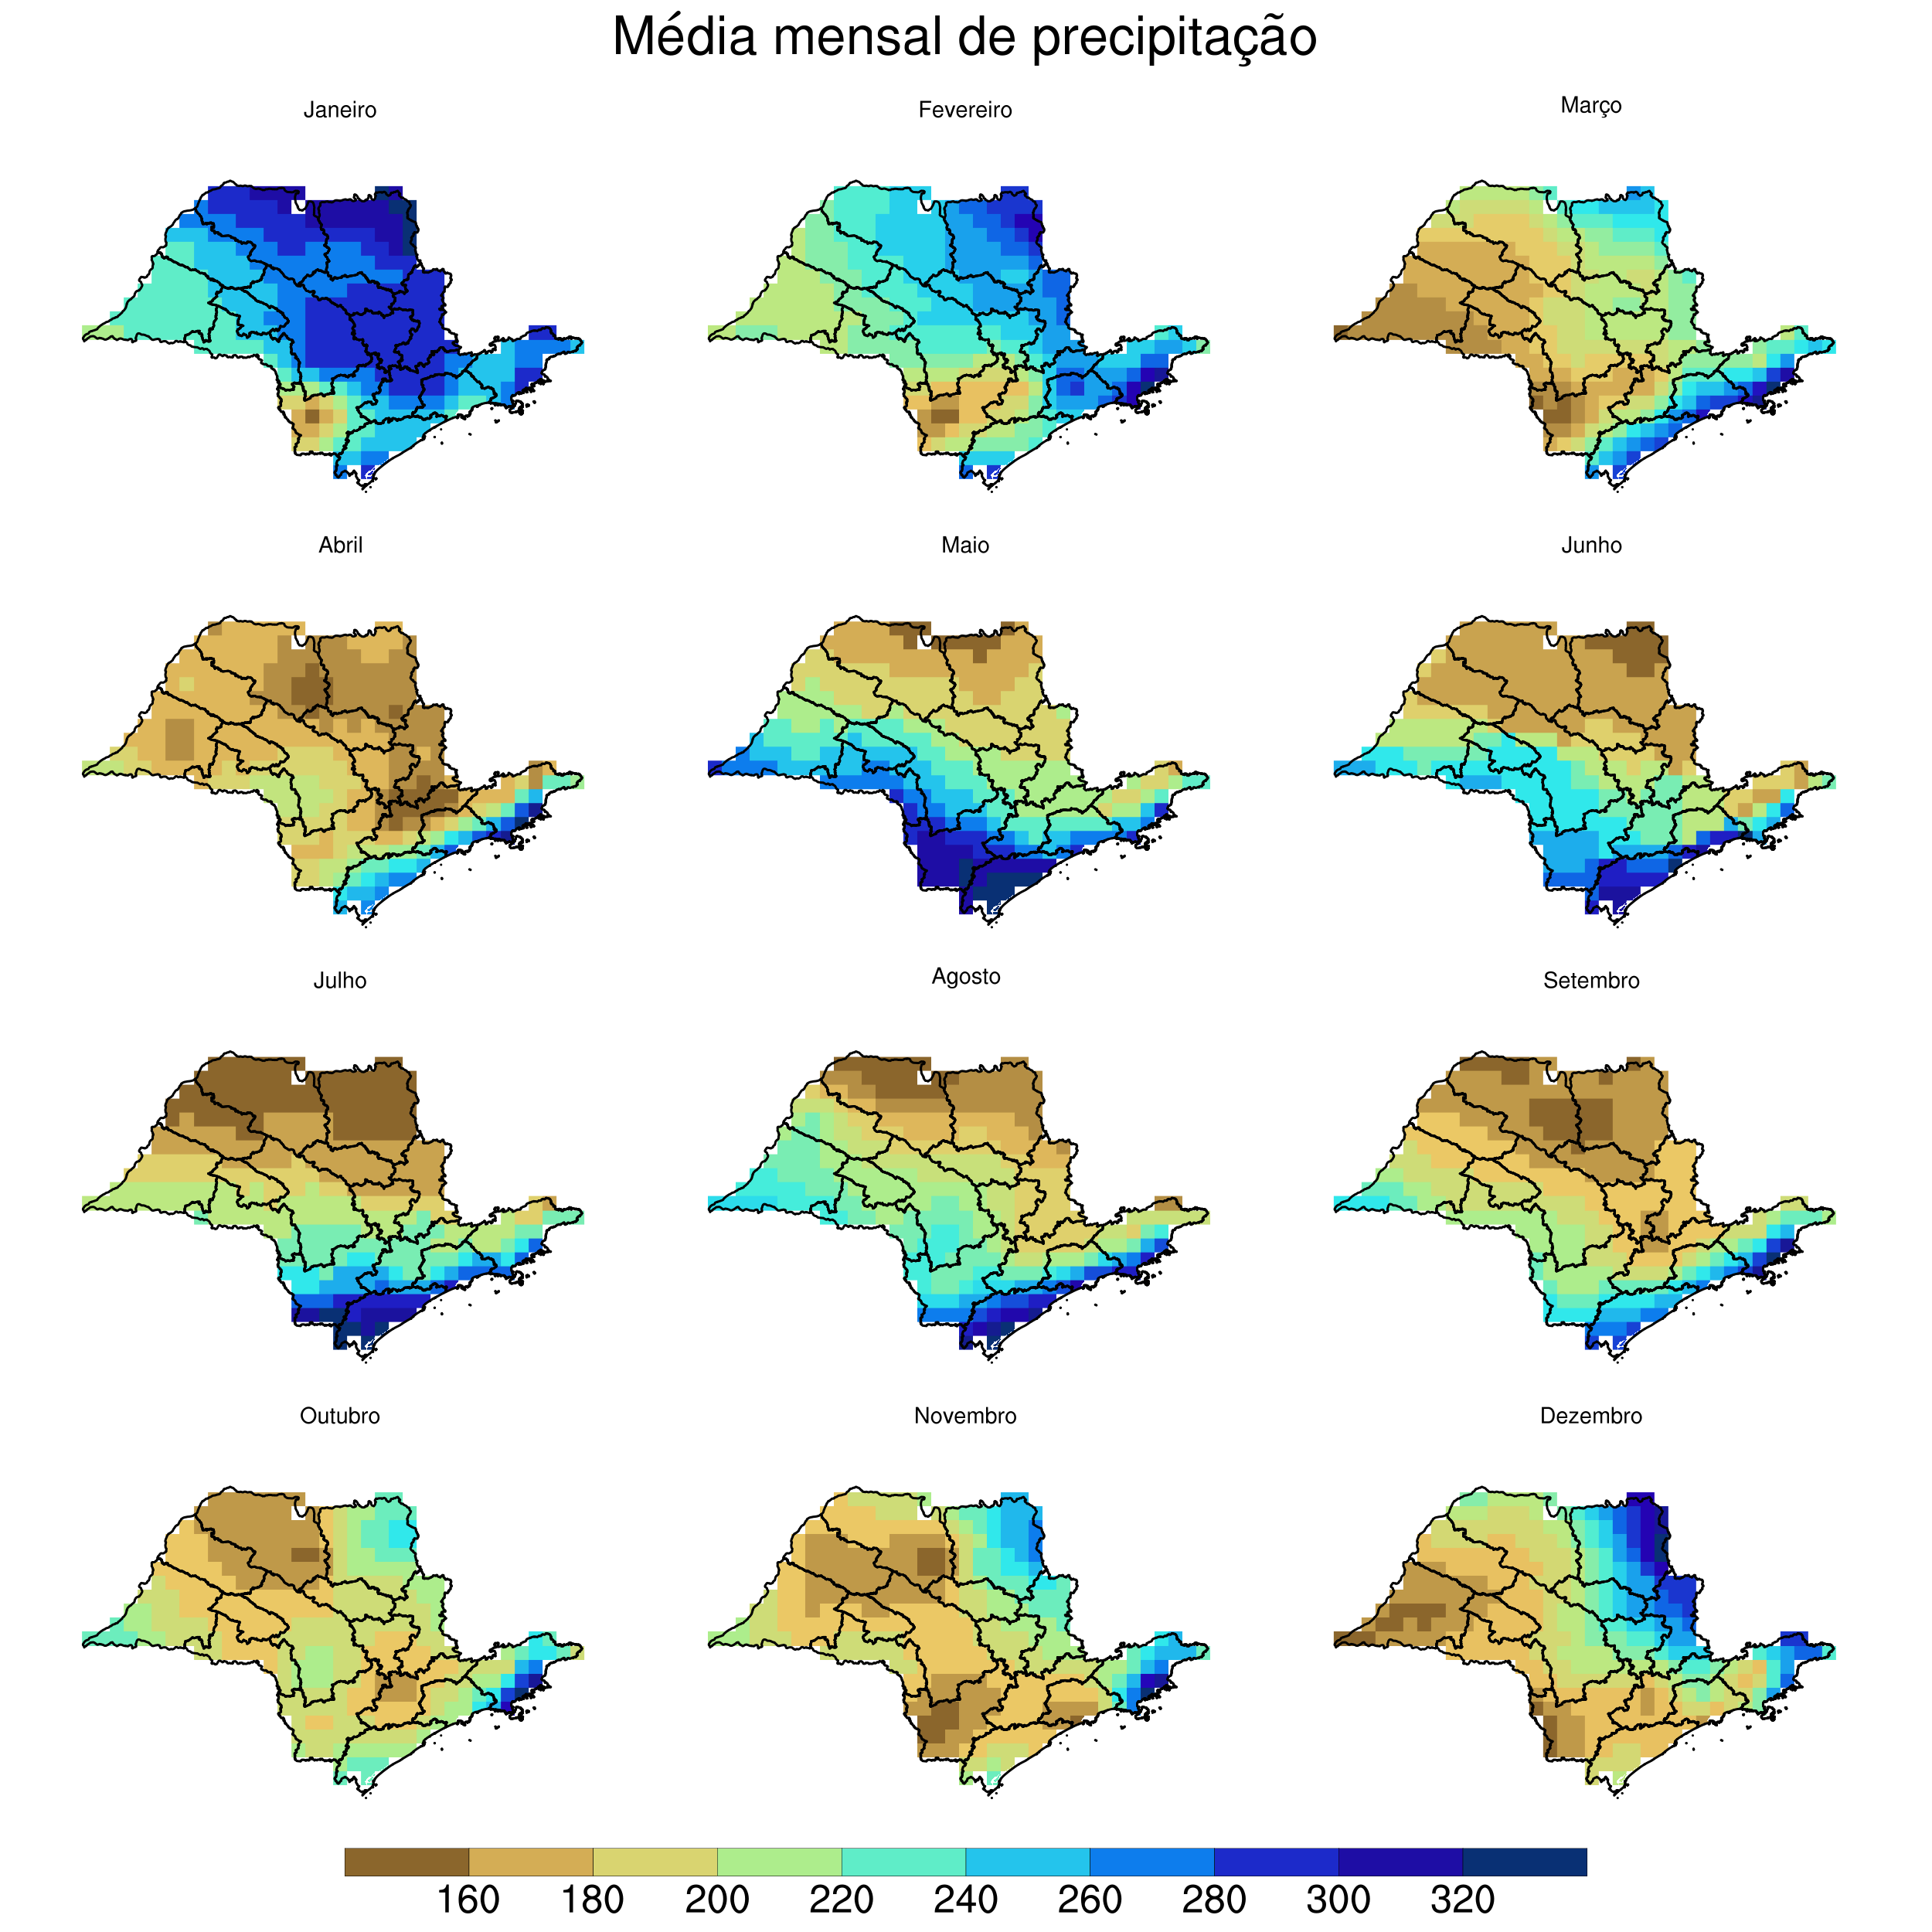 Média mensal de precipitação
Janeiro
Fevereiro
Março
Abril
Maio
Junho
Julho
Agosto
Setembro
Outubro
Novembro
Dezembro
160 180 200 220 240 260 280 300 320